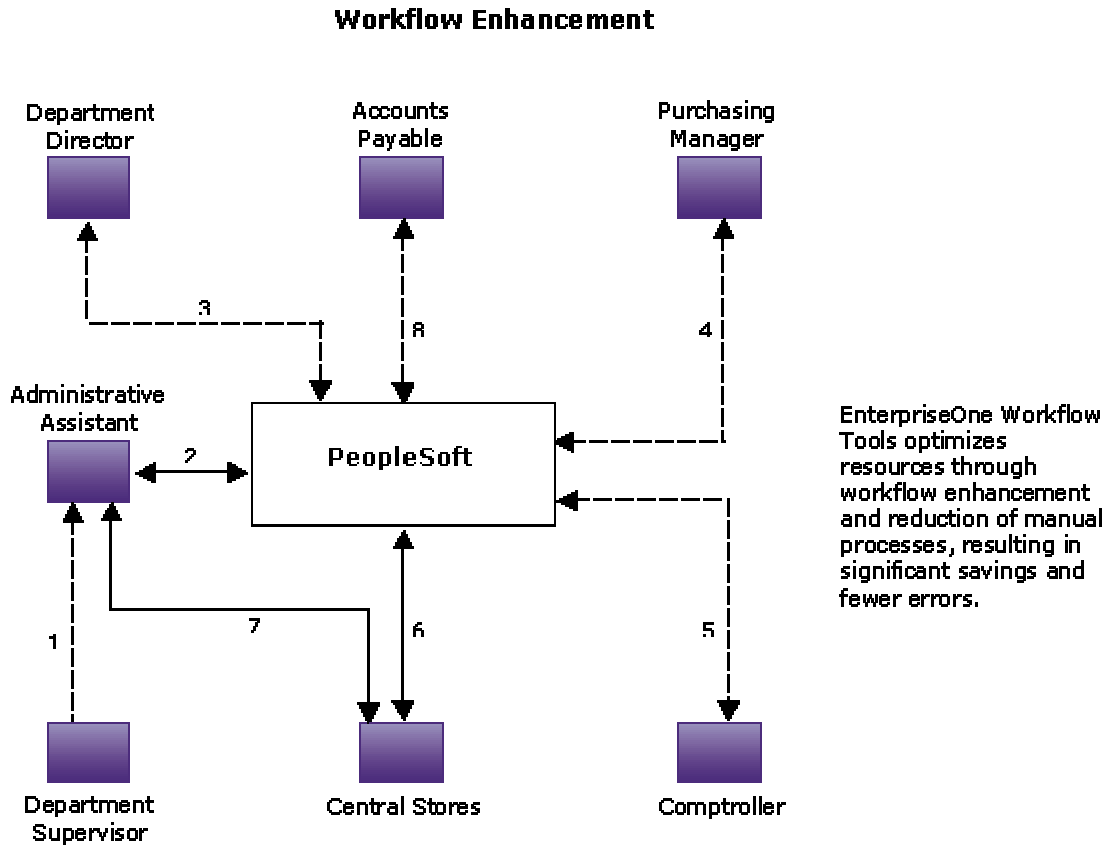 Workflow Enhancement
Department
Director
Accounts
Payable
Purchasing
Manager
3
8
4
Administrative
Assistant
2
PeopleSoft
EnterpriseOne Workflow
Tools optimizes
resources through
workflow enhancement
and reduction of manual
processes, resulting in
significant savings and
fewer errors.
1
7
6
5
Department
Supervisor
Central Stores
Comptroller